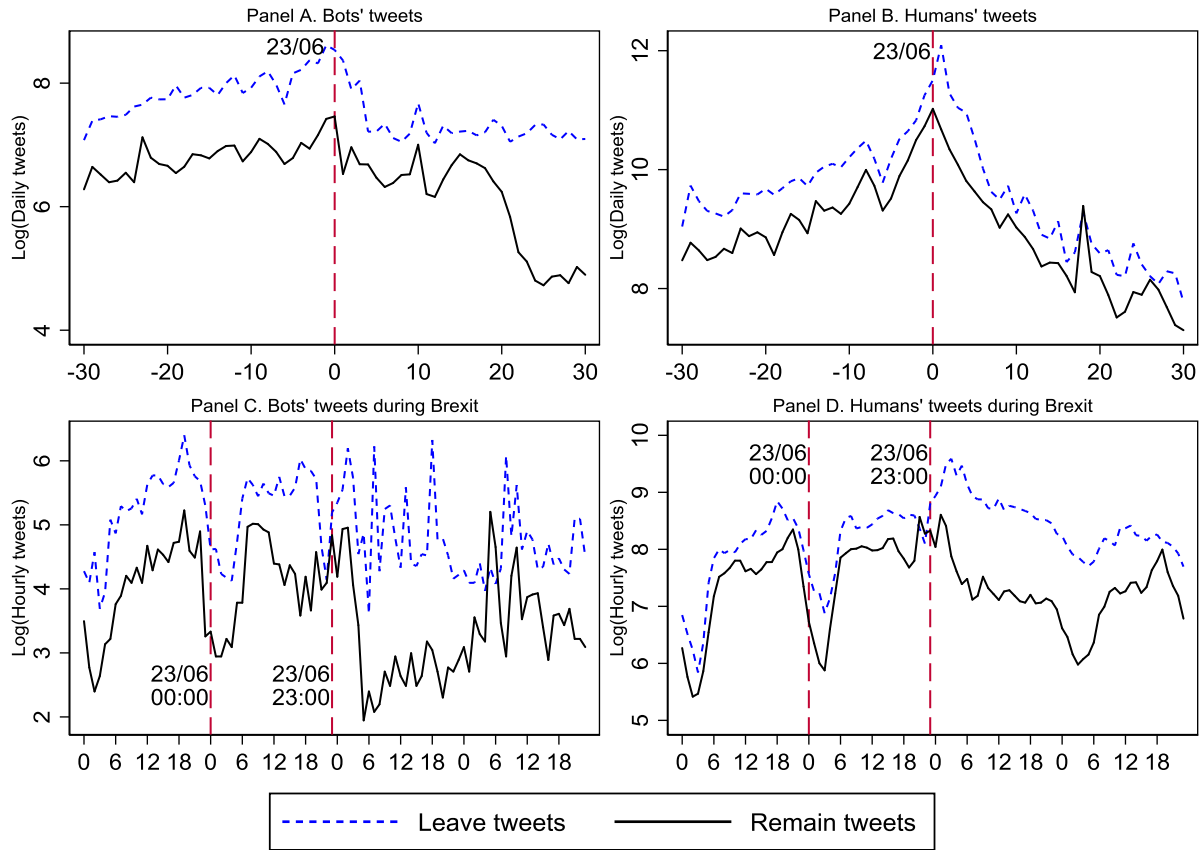 Panel A. Bots' tweets
Log(Daily tweets)
8
6
4
23/06
-30 -20 -10 0 10 20 30
Panel B. Humans' tweets
Log(Daily tweets)
12
10
8
23/06
-30 -20 -10 0 10 20 30
Panel C. Bots' tweets during Brexit
Log(Hourly tweets)
6
5
4
3
2
23/06
00:00
23/06
23:00
0 6 12 18 0 6 12 18 0 6 12 18 0 6 12 18
Panel D. Humans' tweets during Brexit
Log(Hourly tweets)
10
9
8
7
6
5
23/06
00:00
23/06
23:00
0 6 12 18 0 6 12 18 0 6 12 18 0 6 12 18
Leave tweets Remain tweets